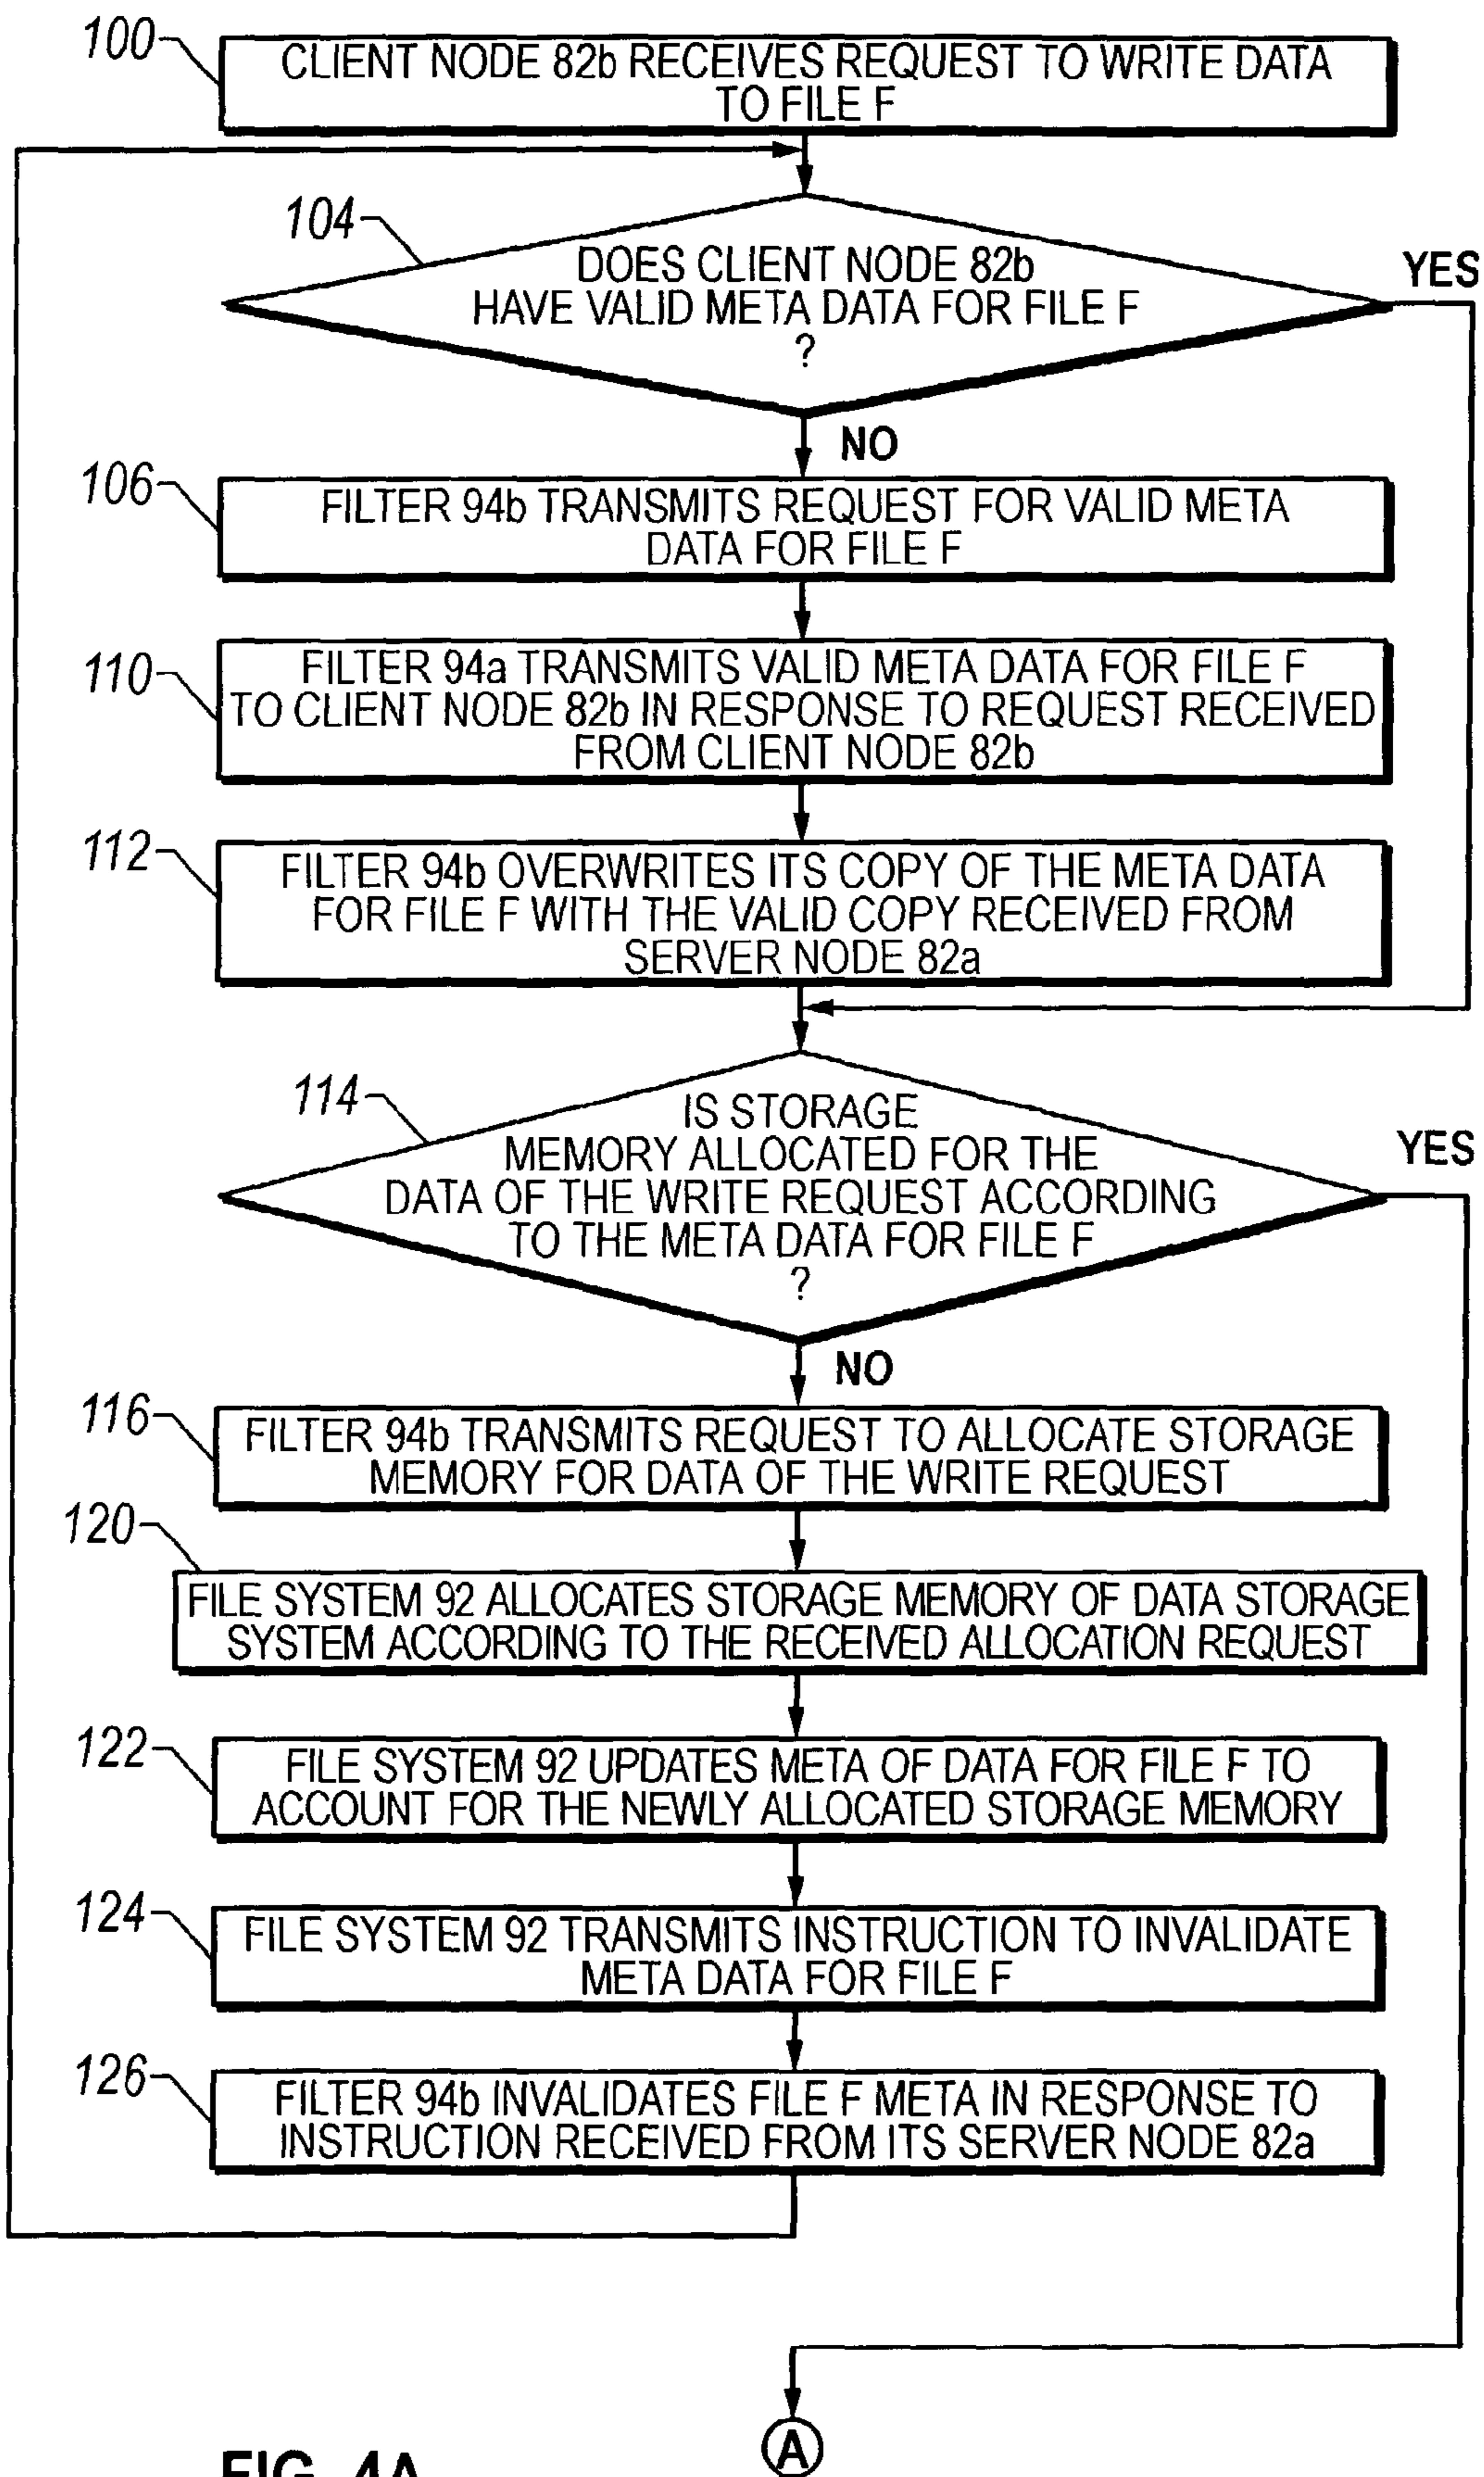 100
CLIENT NODE 82b RECEIVES REQUEST TO WRITE DATA
TO FILE F
104
DOES CLIENT NODE 82b
HAVE VALID META DATA FOR FILE F
?
YES
NO
106
FILTER 94b TRANSMITS REQUEST FOR VALID META
DATA FOR FILE F
110
FILTER 94a TRANSMITS VALID META DATA FOR FILE F
TO CLIENT NODE 82b IN RESPONSE TO REQUEST RECEIVED
FROM CLIENT NODE 82b
112
FILTER 94b OVERWRITES ITS COPY OF THE META DATA
FOR FILE F WITH THE VALID COPY RECEIVED FROM
SERVER NODE 82a
114
IS STORAGE
MEMORY ALLOCATED FOR THE
DATA OF THE WRITE REQUEST ACCORDING
TO THE META DATA FOR FILE F
?
YES
NO
116
FILTER 94b TRANSMITS REQUEST TO ALLOCATE STORAGE
MEMORY FOR DATA OF THE WRITE REQUEST
120
FILE SYSTEM 92 ALLOCATES STORAGE MEMORY OF DATA STORAGE
SYSTEM ACCORDING TO THE RECEIVED ALLOCATION REQUEST
122
FILE SYSTEM 92 UPDATES META OF DATA FOR FILE F TO
ACCOUNT FOR THE NEWLY ALLOCATED STORAGE MEMORY
124
FILE SYSTEM 92 TRANSMITS INSTRUCTION TO INVALIDATE
META DATA FOR FILE F
126
FILTER 94b INVALIDATES FILE F META IN RESPONSE TO
INSTRUCTION RECEIVED FROM ITS SERVER NODE 82a
A
FIG. 4A